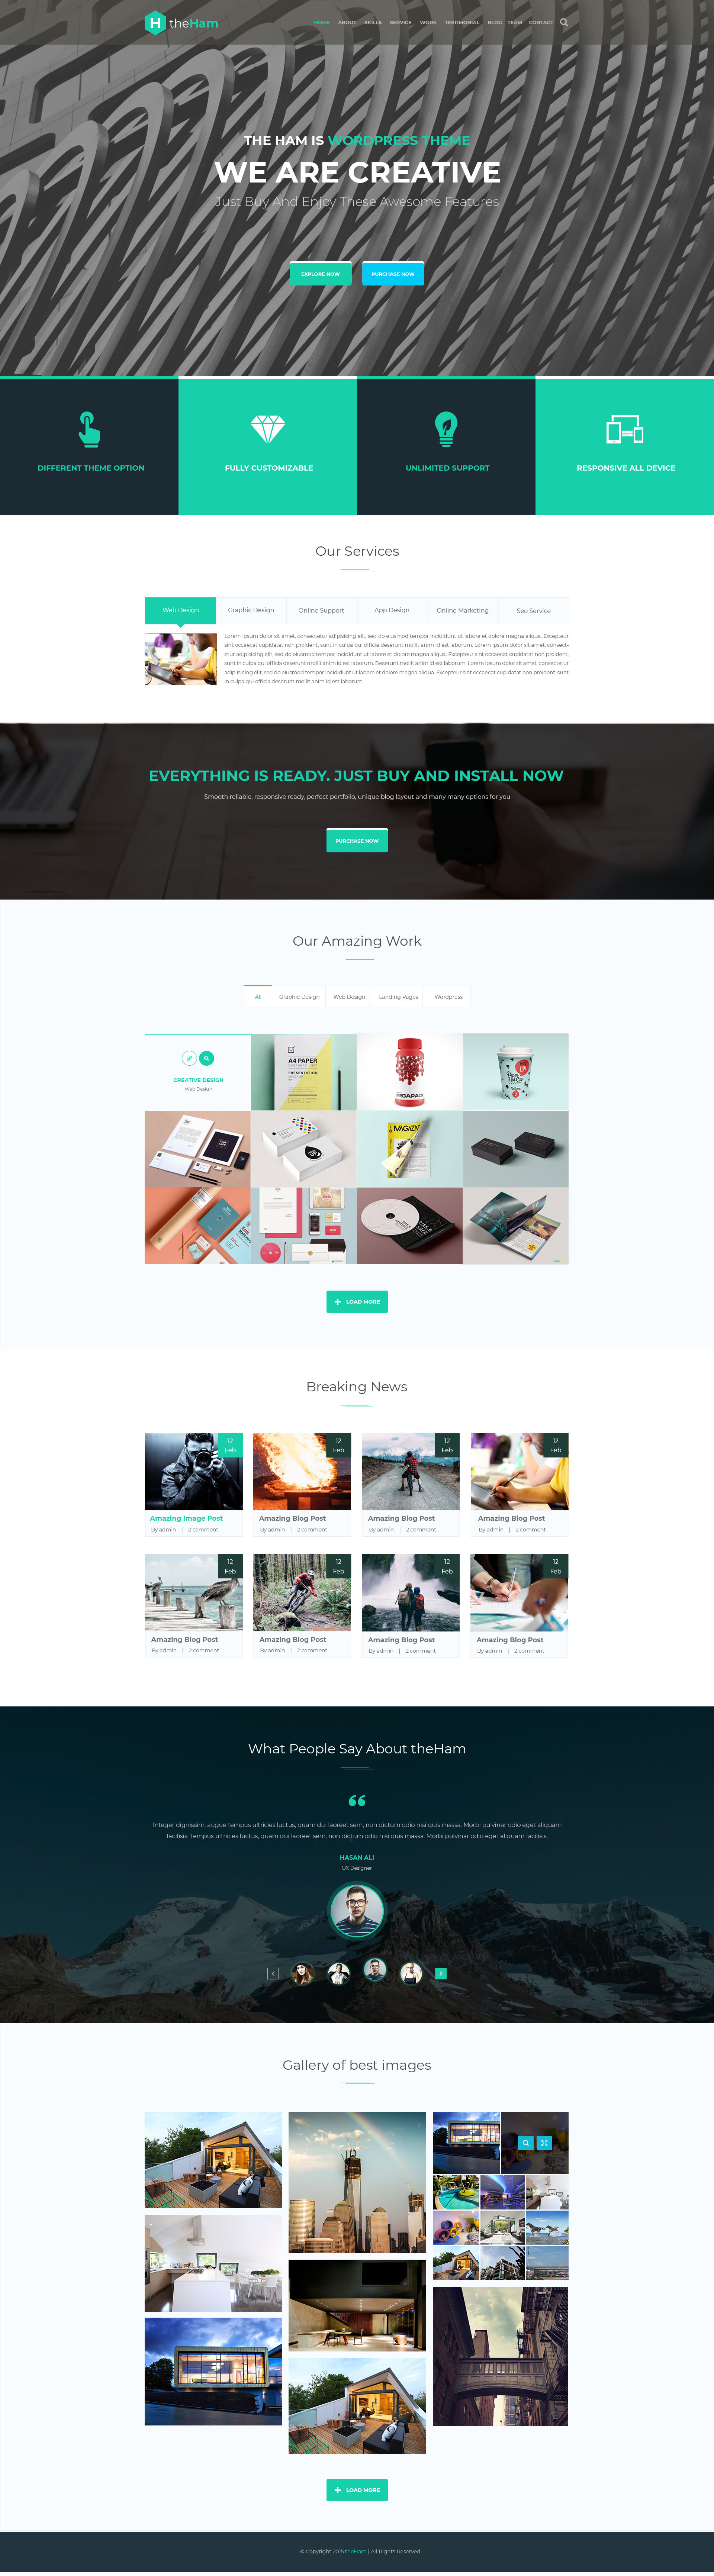 H theHam
HOME ABOUT SKILLS SERVICE WORK TESTIMONIAL BLOG TEAM CONTACT
THE HAM IS WORDPRESS THEME
WE ARE CREATIVE
Just Buy And Enjoy These Awesome Features
EXPLORE NOW PURCHASE NOW
DIFFERENT THEME OPTION FULLY CUSTOMIZABLE UNLIMITED SUPPORT RESPONSIVE ALL DEVICE
Our Services
Web Design Graphic Design Online Support App Design Online Marketing Seo Service
Lorem ipsum dolor sit amet, consectetur adipisicing elit, sed do eiusmod tempor incididunt ut labore et dolore magna aliqua. Excepteur
sint occaecat cupidatat non proident, sunt in culpa qui officia deserunt mollit anim id est laborum. Lorem ipsum dolor sit amet, consect-
etur adipisicing elit, sed do eiusmod tempor incididunt ut labore et dolore magna aliqua. Excepteur sint occaecat cupidatat non proident,
sunt in culpa qui officia deserunt mollit anim id est laborum. Deserunt mollit anim id est laborum. Lorem ipsum dolor sit amet, consectetur
adip isicing elit, sed do eiusmod tempor incididunt ut labore et dolore magna aliqua. Excepteur sint occaecat cupidatat non proident, sunt
in culpa qui officia deserunt mollit anim id est laborum.
EVERYTHING IS READY. JUST BUY AND INSTALL NOW
Smooth reliable, responsive ready, perfect portfolio, unique blog layout and many many options for you
PURCHASE NOW
Our Amazing Work
All Graphic Design Web Design Landing Pages Wordpress
CREATIVE DESIGN
Web Design
A4 PAPER
PRESENTATION
MEGAPACK
MAGAZINE
LOAD MORE
Breaking News
12 12 12 12
Feb Feb Feb Feb
Amazing Image Post Amazing Blog Post Amazing Blog Post Amazing Blog Post
By admin | 2 comment By admin | 2 comment By admin | 2 comment By admin | 2 comment
12 12 12 12
Feb Feb Feb Feb
Amazing Blog Post Amazing Blog Post Amazing Blog Post Amazing Blog Post
By admin | 2 comment By admin | 2 comment By admin | 2 comment By admin | 2 comment
What People Say About theHam
Integer dignissim, augue tempus ultricies luctus, quam dui laoreet sem, non dictum odio nisi quis massa. Morbi pulvinar odio eget aliquam
facilisis. Tempus ultricies luctus, quam dui laoreet sem, non dictum odio nisi quis massa. Morbi pulvinar odio eget aliquam facilisis.
HASAN ALI
UX Designer
Gallery of best images
LOAD MORE
© Copyright 2015 theHam | All Rights Reserved